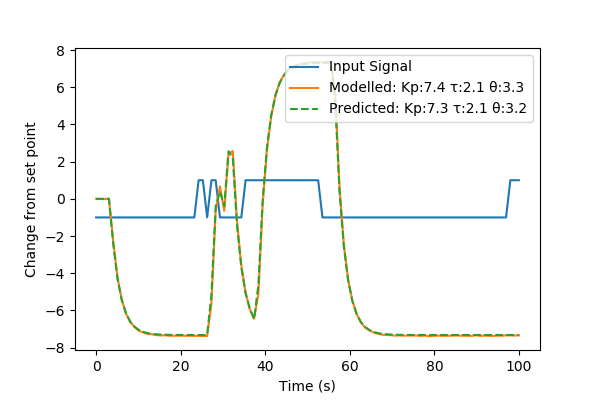 8
6
4
2
0
−2
−4
−6
−8
Change from set point
Input Signal
Modelled: Kp:7.4 τ:2.1 θ:3.3
Predicted: Kp:7.3 τ:2.1 θ:3.2
0 20 40 60 80 100
Time (s)